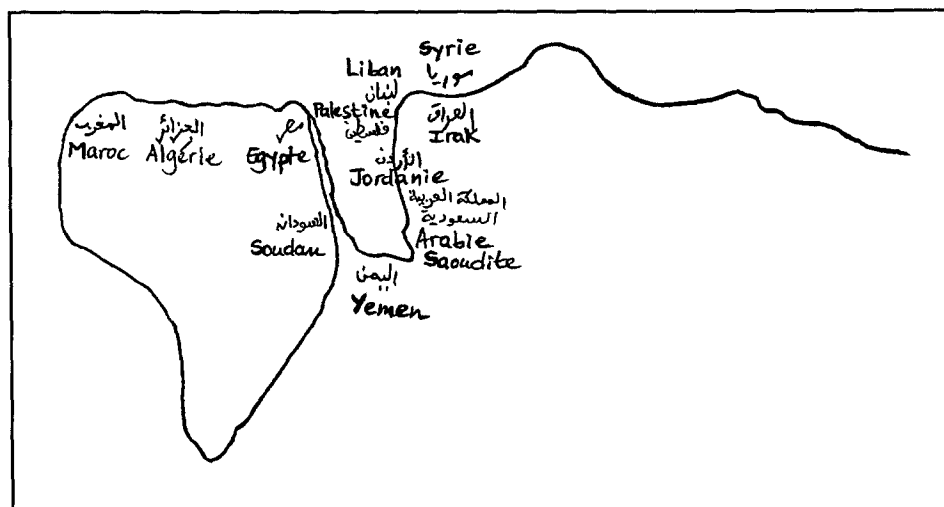 Syrie
سوريا
Liban
لبنان
Palestine
فلسطين
العراق
Irak
المغرب
Maroc
الجزائر
Algérie
مصر
Egypte
الأردن
Jordanie
المملكة العربية
السعودية
Arabie
Saoudite
السودان
Soudan
اليمن
Yemen